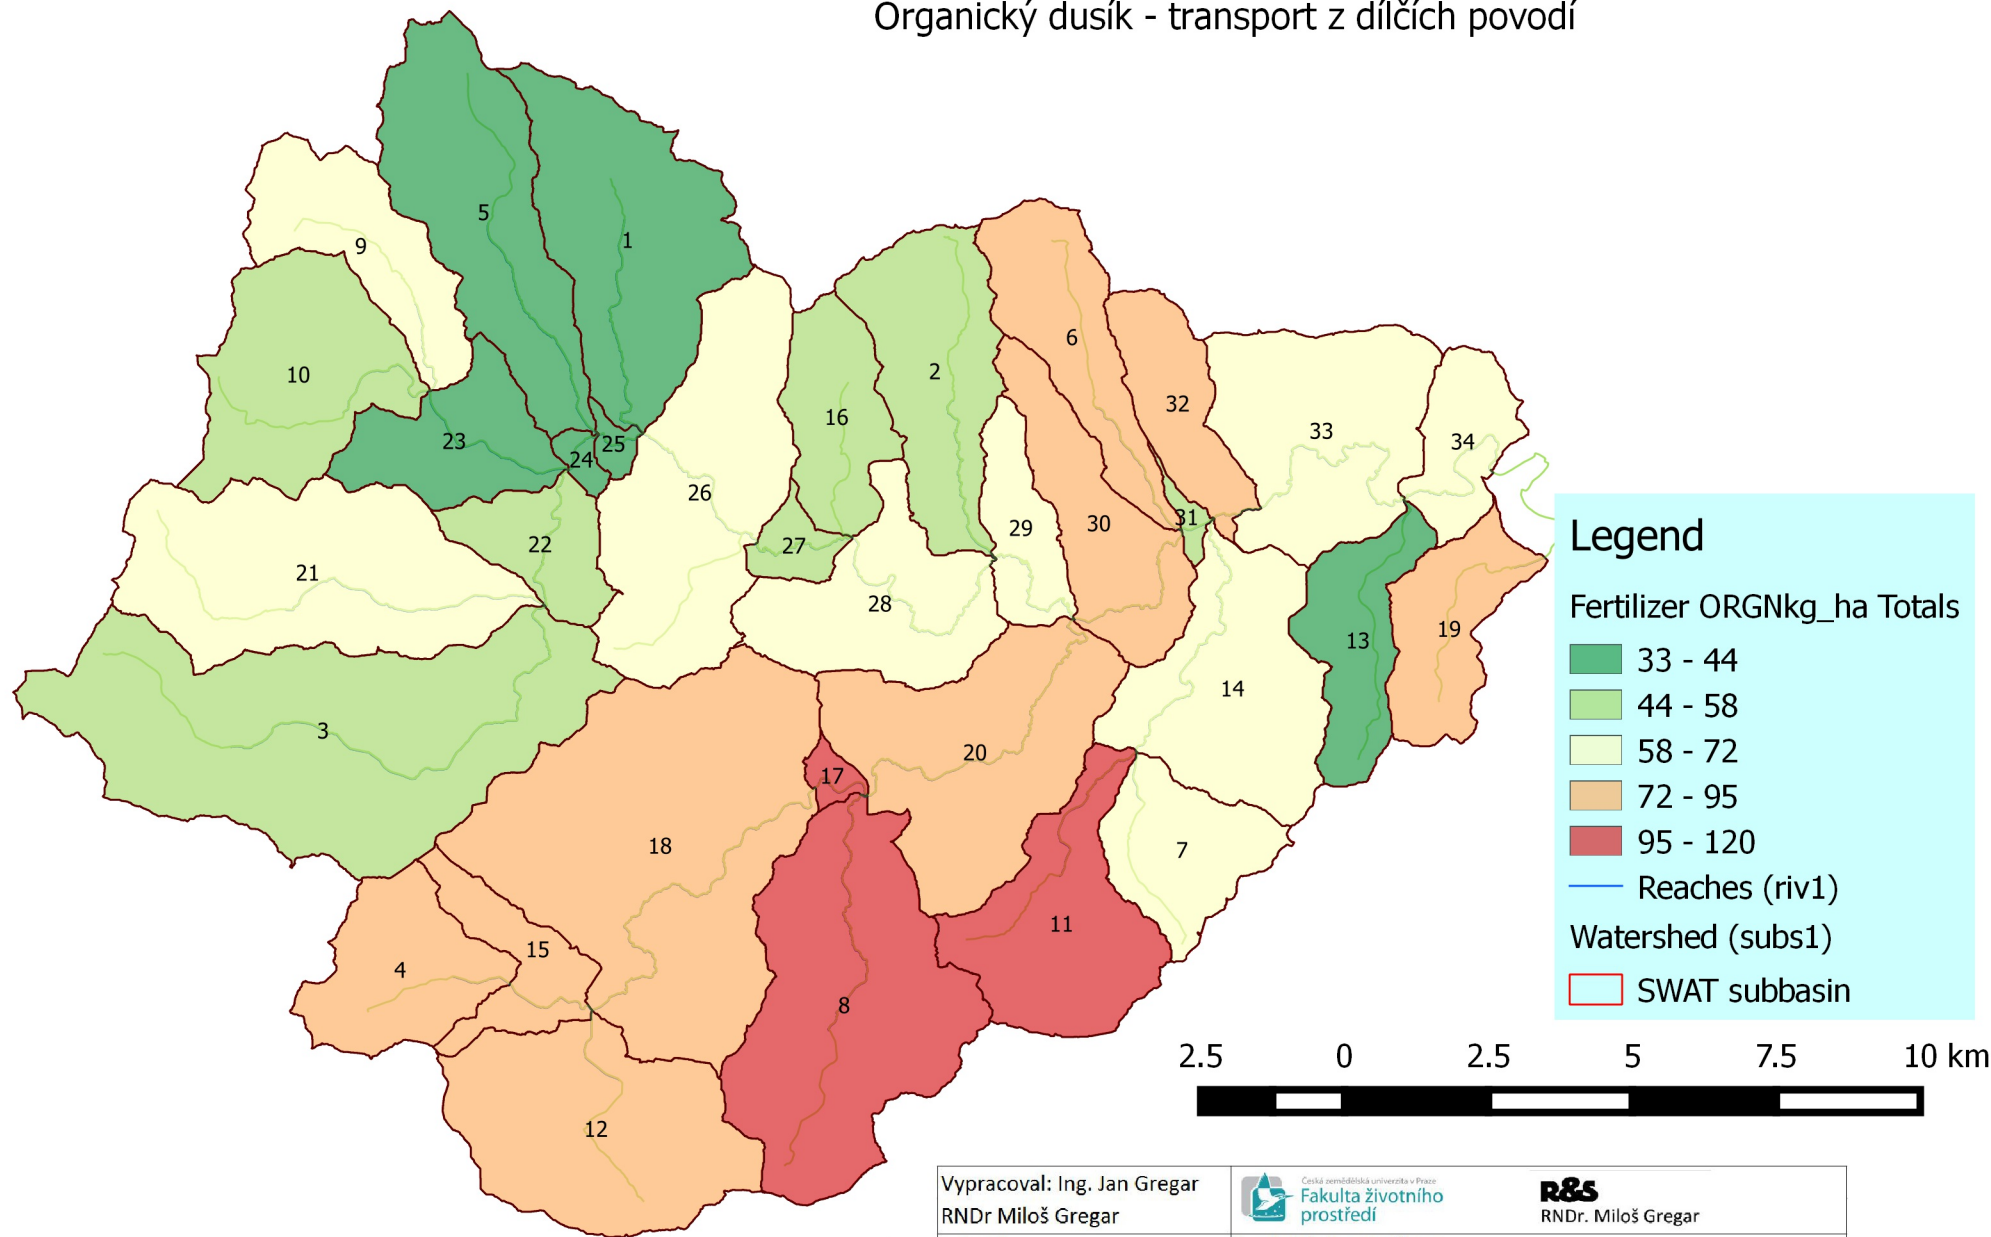 Organický dusík - transport z dílčích povodí
5
1
9
6
2
10
32
16
33
34
23
25
24
26
31
30
29
22
27
21
28
13
19
14
3
20
17
18
7
11
15
4
8
12
Legend
Fertilizer ORGNkg_ha Totals
33 - 44
44 - 58
58 - 72
72 - 95
95 - 120
Reaches (riv1)
Watershed (subs1)
SWAT subbasin
2.5 0 2.5 5 7.5 10 km
Vypracoval: Ing. Jan Gregar
RNDr Miloš Gregar
Česká zemědělská univerzita v Praze
Fakulta životního
prostředí
R&S
RNDr. Miloš Gregar